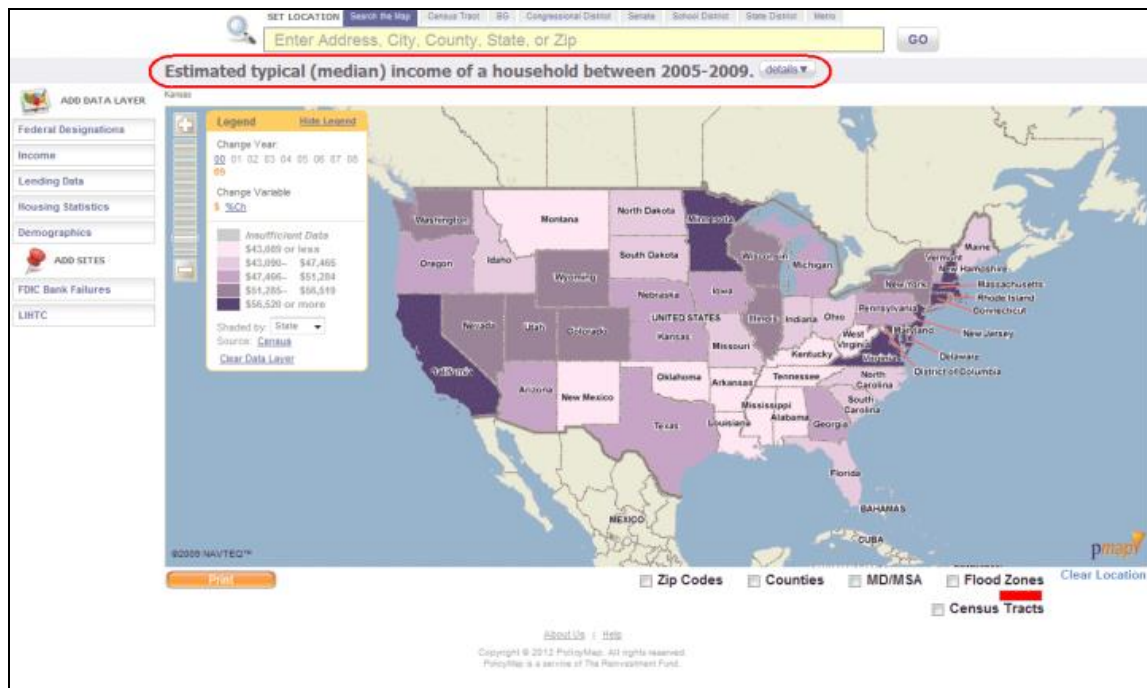 SET LOCATION Search the Map Census Tract BG Congressional District Senate School District State District Metro
Enter Address, City, County, State, or Zip GO
Estimated typical (median) income of a household between 2005-2009. details ▼
ADD DATA LAYER
Federal Designations
Income
Lending Data
Housing Statistics
Demographics
ADD SITES
FDIC Bank Failures
LIHTC
Kansas
Legend Hide Legend
Change Year:
00 01 02 03 04 05 06 07 08
09
Change Variable
$ %Ch
Insufficient Data
$43,089 or less
$43,090– $47,465
$47,466– $51,284
$51,285– $56,519
$56,520 or more
Shaded by: State
Source: Census
Clear Data Layer
Washington
Montana
North Dakota
Minnesota
Maine
Oregon
Idaho
South Dakota
Wisconsin
Michigan
Vermont
New Hampshire
Wyoming
New York
Massachusetts
Rhode Island
Connecticut
Nebraska
Iowa
Pennsylvania
Nevada
Utah
Colorado
UNITED STATES
Illinois
Indiana
Ohio
New Jersey
Kansas
Missouri
West Virginia
Maryland
Delaware
District of Columbia
California
Kentucky
Virginia
Arizona
New Mexico
Oklahoma
Arkansas
Tennessee
North Carolina
South Carolina
Texas
Louisiana
Mississippi
Alabama
Georgia
Florida
BAHAMAS
MEXICO
CUBA
©2009 NAVTEQ™
pmap
Print
Zip Codes Counties MD/MSA Flood Zones Clear Location
Census Tracts
About Us | Help
Copyright © 2012 PolicyMap. All rights reserved.
PolicyMap is a service of The Reinvestment Fund.